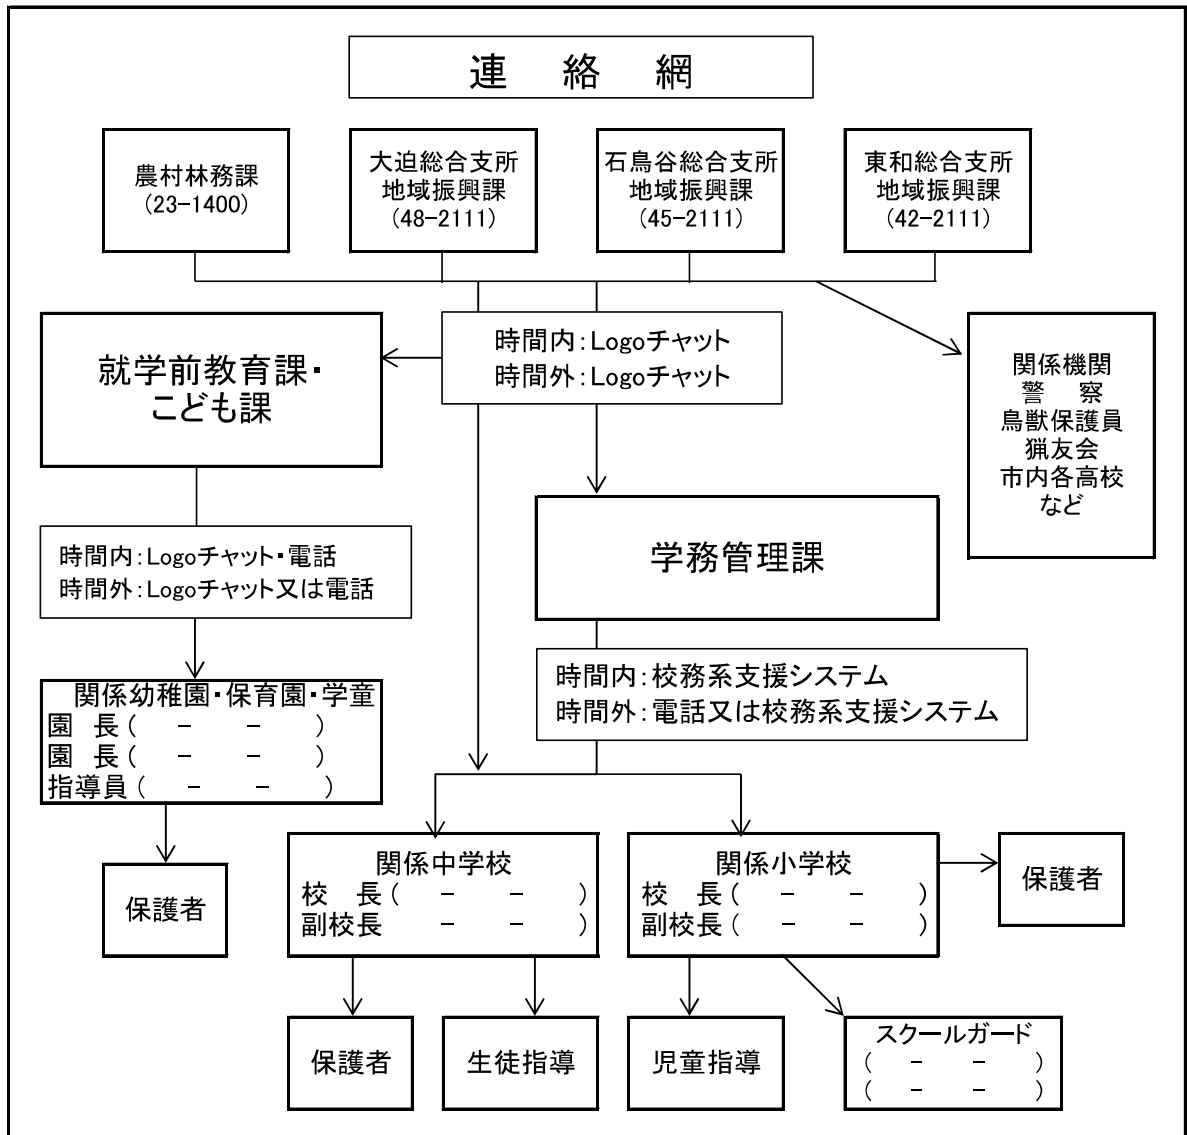 連　絡　網
農村林務課
(23-1400)
大迫総合支所
地域振興課
(48-2111)
石鳥谷総合支所
地域振興課
(45-2111)
東和総合支所
地域振興課
(42-2111)
時間内:Logoチャット
時間外:Logoチャット
就学前教育課・
こども課
関係機関
警　察
鳥獣保護員
猟友会
市内各高校
など
時間内:Logoチャット・電話
時間外:Logoチャット又は電話
学務管理課
時間内:校務系支援システム
時間外:電話又は校務系支援システム
関係幼稚園・保育園・学童
園　長(　－　－　)
園　長(　－　－　)
指導員(　－　－　)
保護者
関係中学校
校　長(　－　－　)
副校長　－　－　)
関係小学校
校　長(　－　－　)
副校長(　－　－　)
保護者
保護者
生徒指導
児童指導
スクールガード
(　－　－　)
(　－　－　)